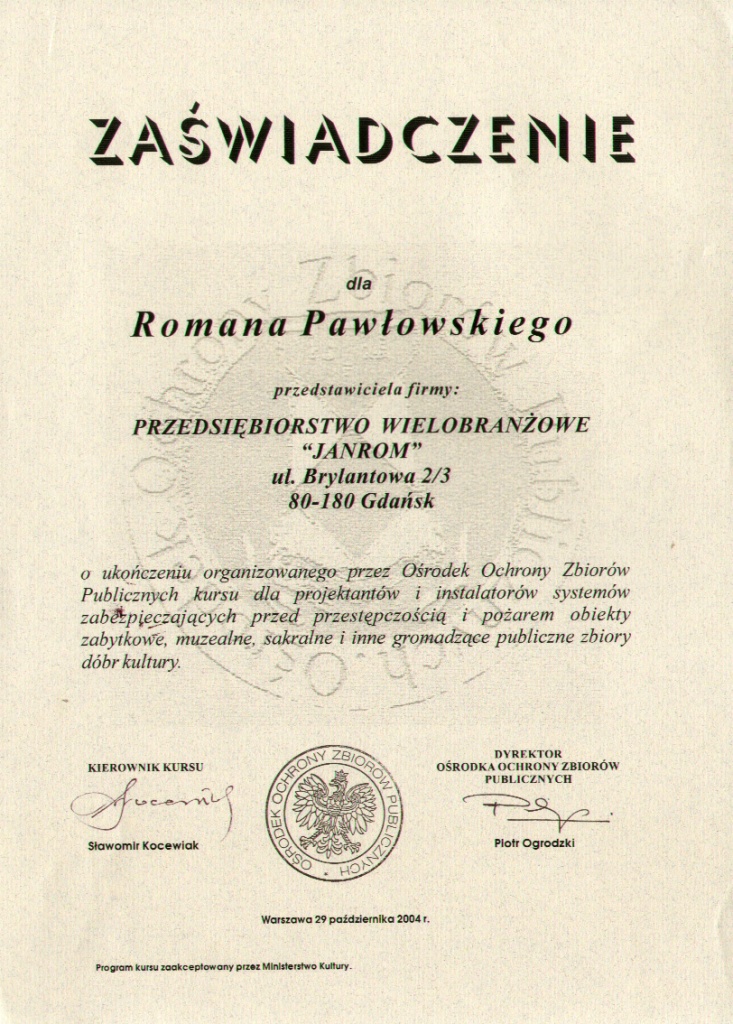 ZAŚWIADCZENIE
dla
Romana Pawłowskiego
przedstawiciela firmy:
PRZEDSIĘBIORSTWO WIELOBRANŻOWE
“JANROM”
ul. Brylantowa 2/3
80-180 Gdańsk
o ukończeniu organizowanego przez Ośrodek Ochrony Zbiorów
Publicznych kursu dla projektantów i instalatorów systemów
zabezpieczających przed przestępczością i pożarem obiekty
zabytkowe, muzealne, sakralne i inne gromadzące publiczne zbiory
dóbr kultury.
KIEROWNIK KURSU
Sławomir Kocewiak
OŚRODEK OCHRONY ZBIORÓW PUBLICZNYCH
DYREKTOR
OŚRODKA OCHRONY ZBIORÓW
PUBLICZNYCH
Piotr Ogrodzki
Warszawa 29 października 2004 r.
Program kursu zaakceptowany przez Ministerstwo Kultury.